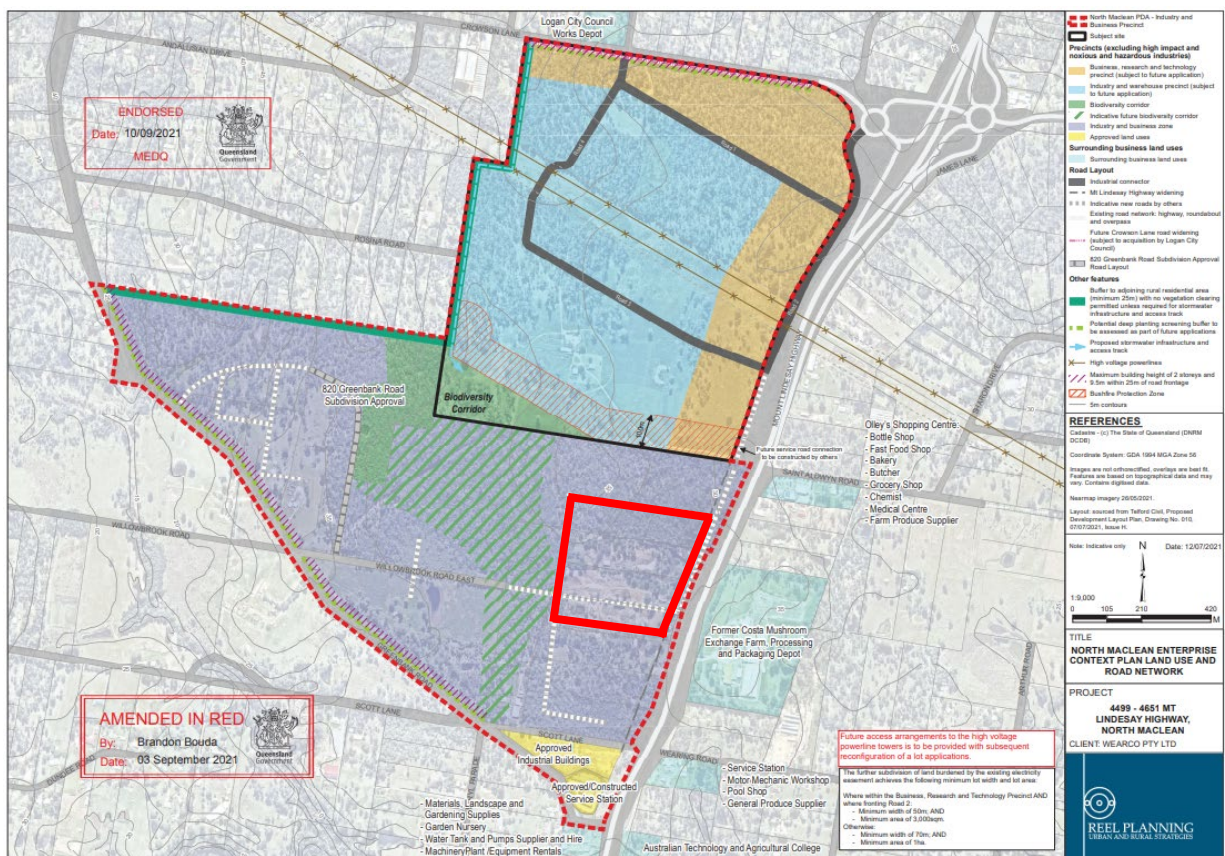 Logan City Council
Works Depot
CROWSON LANE
ANDALUSIAN DRIVE
ENDORSED
Date: 10/09/2021
MEDQ
Queensland
Government
JAMES LANE
Road 1
ROSINA ROAD
MOUNT LINDESAY HIGHWAY
820 Greenbank Road
Subdivision Approval
Biodiversity
Corridor
100m
Future service road connection
to be constructed by others
Olley's Shopping Centre:
- Bottle Shop
- Fast Food Shop
- Bakery
- Butcher
- Grocery Shop
- Chemist
- Medical Centre
- Farm Produce Supplier
SAINT ALDWYN ROAD
WILLOWBROOK ROAD
WILLOWBROOK ROAD EAST
Former Costa Mushroom
Exchange Farm, Processing
and Packaging Depot
ARTHUR ROAD
SCOTT LANE
SCOTT LANE
Approved
Industrial Buildings
Approved/Constructed
Service Station
WEARING ROAD
- Service Station
- Motor Mechanic Workshop
- Pool Shop
- General Produce Supplier
- Materials, Landscape and
Gardening Supplies
- Garden Nursery
- Water Tank and Pumps Supplier and Hire
- MachineryPlant /Equipment Rentals
Australian Technology and Agricultural College
AMENDED IN RED
By: Brandon Bouda
Date: 03 September 2021
Queensland
Government
Future access arrangements to the high voltage
powerline towers is to be provided with subsequent
reconfiguration of a lot applications.
The further subdivision of land burdened by the existing electricity
easement achieves the following minimum lot width and lot area:
Where within the Business, Research and Technology Precinct AND
where fronting Road 2:
- Minimum width of 50m; AND
- Minimum area of 3,000sqm.
Otherwise:
- Minimum width of 70m; AND
- Minimum area of 1ha.
North Maclean PDA - Industry and
Business Precinct
Subject site
Precincts (excluding high impact and
noxious and hazardous industries)
Business, research and technology
precinct (subject to future application)
Industry and warehouse precinct (subject
to future application)
Biodiversity corridor
Indicative future biodiversity corridor
Industry and business zone
Approved land uses
Surrounding business land uses
Surrounding business land uses
Road Layout
Industrial connector
Mt Lindesay Highway widening
Indicative new roads by others
Existing road network: highway, roundabout
and overpass
Future Crowson Lane road widening
(subject to acquisition by Logan City
Council)
820 Greenbank Road Subdivision Approval
Road Layout
Other features
Buffer to adjoining rural residential area
(minimum 25m) with no vegetation clearing
permitted unless required for stormwater
infrastructure and access track
Potential deep planting screening buffer to
be assessed as part of future applications
Proposed stormwater infrastructure and
access track
High voltage powerlines
Maximum building height of 2 storeys and
9.5m within 25m of road frontage
Bushfire Protection Zone
5m contours
REFERENCES
Cadastre - (c) The State of Queensland (DNRM
DCDB)
Coordinate System: GDA 1994 MGA Zone 56
Images are not orthorectified, overlays are best fit.
Features are based on topographical data and may
vary. Contains digitised data.
Nearmap imagery 26/05/2021.
Layout: sourced from Telford Civil, Proposed
Development Layout Plan, Drawing No. 010,
07/07/2021, Issue H.
Note: Indicative only
N
Date: 12/07/2021
1:9,000
0 105 210 420
M
TITLE
NORTH MACLEAN ENTERPRISE
CONTEXT PLAN LAND USE AND
ROAD NETWORK
PROJECT
4499 - 4651 MT
LINDESAY HIGHWAY,
NORTH MACLEAN
CLIENT: WEARCO PTY LTD
REEL PLANNING
URBAN AND RURAL STRATEGIES